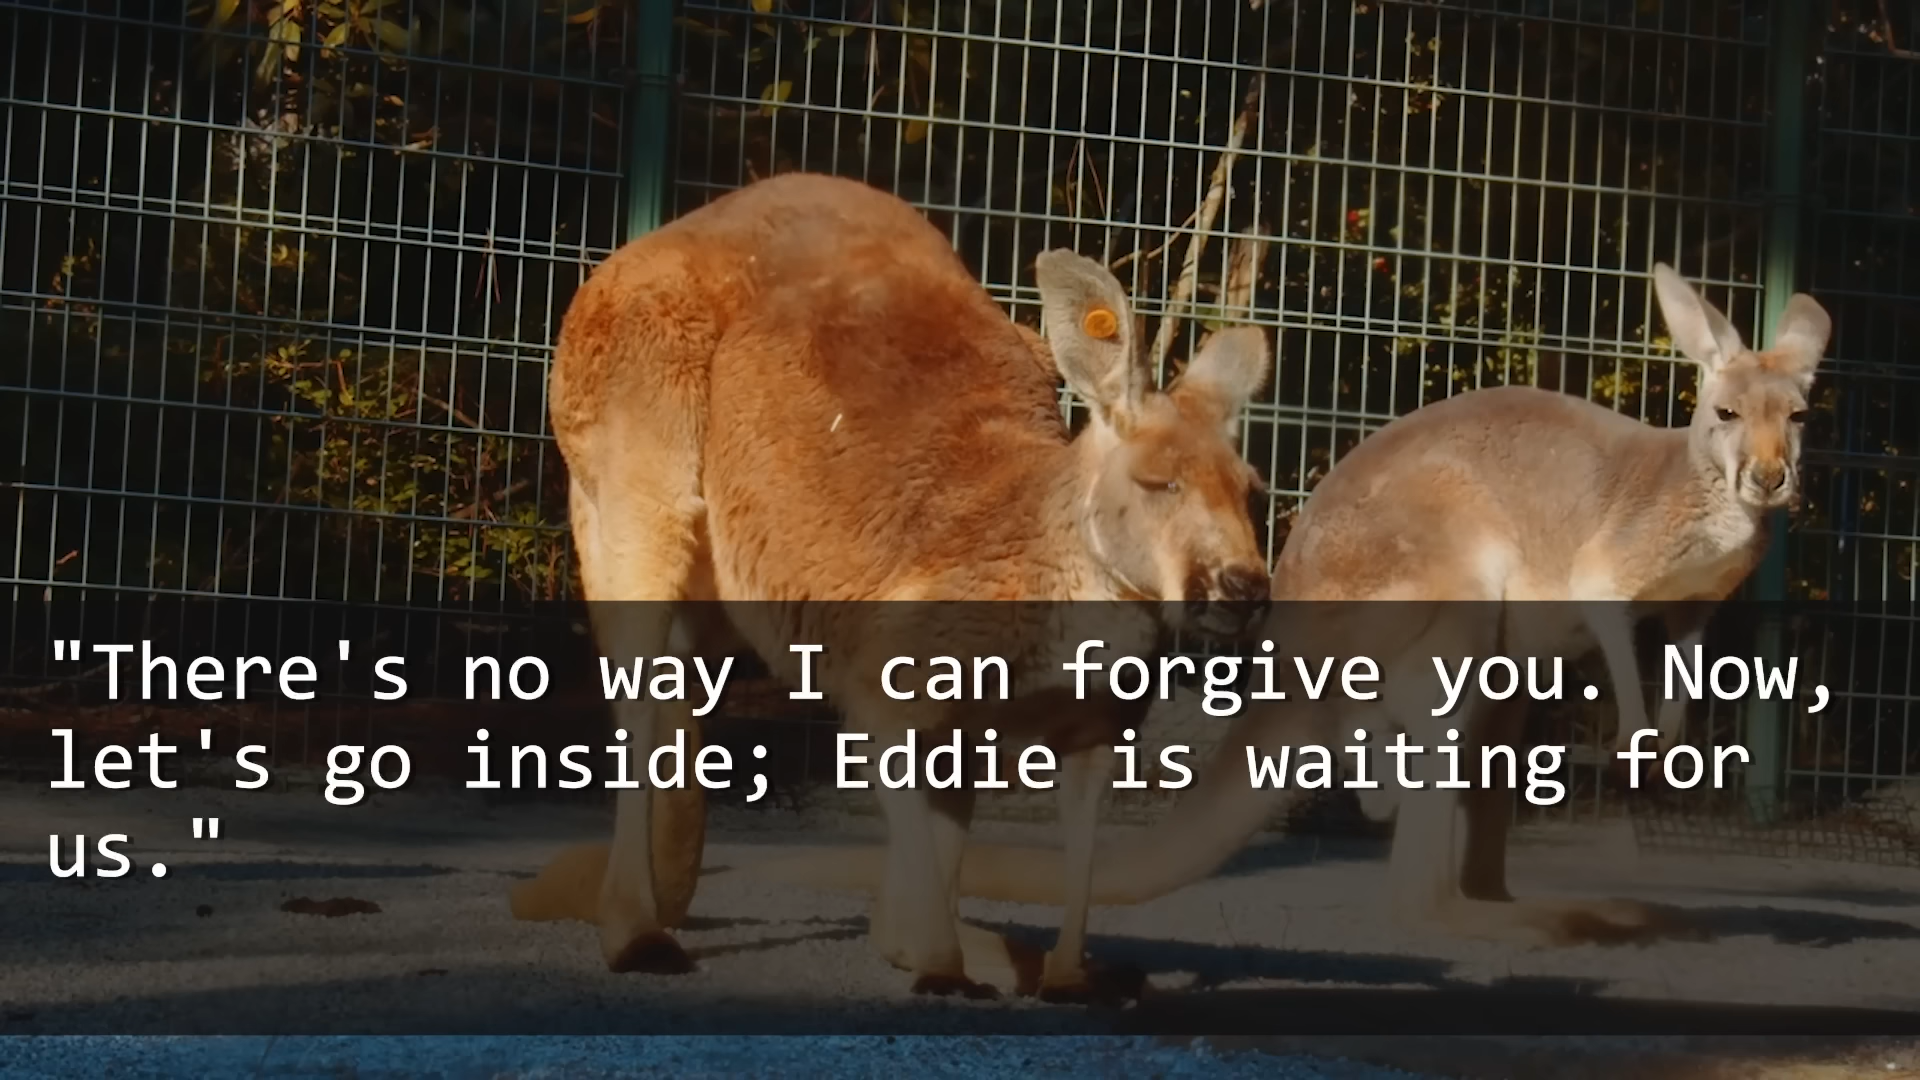 "There's no way I can forgive you. Now,
let's go inside; Eddie is waiting for
us."